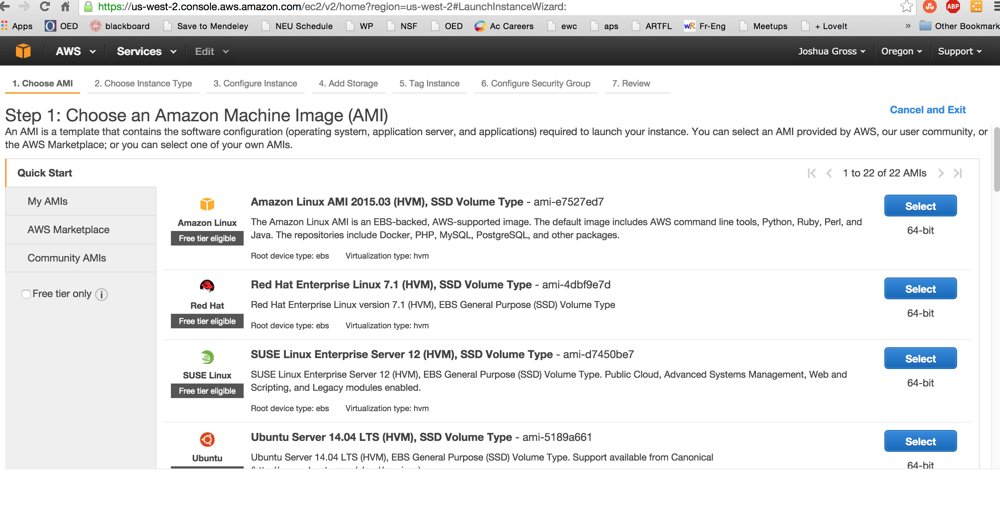 https://us-west-2.console.aws.amazon.com/ec2/v2/home?region=us-west-2#LaunchInstanceWizard:
ABP
Apps OED blackboard Save to Mendeley NEU Schedule WP NSF OED Ac Careers ewc aps ARTFL WR Fr-Eng Meetups + LoveIt » Other Bookmark
AWS Services Edit Joshua Gross Oregon Support
1. Choose AMI 2. Choose Instance Type 3. Configure Instance 4. Add Storage 5. Tag Instance 6. Configure Security Group 7. Review
Step 1: Choose an Amazon Machine Image (AMI)
Cancel and Exit
An AMI is a template that contains the software configuration (operating system, application server, and applications) required to launch your instance. You can select an AMI provided by AWS, our user community, or
the AWS Marketplace; or you can select one of your own AMIs.
Quick Start
1 to 22 of 22 AMIs
My AMIs
AWS Marketplace
Community AMIs
Free tier only i
Amazon Linux
Free tier eligible
Amazon Linux AMI 2015.03 (HVM), SSD Volume Type - ami-e7527ed7
The Amazon Linux AMI is an EBS-backed, AWS-supported image. The default image includes AWS command line tools, Python, Ruby, Perl, and
Java. The repositories include Docker, PHP, MySQL, PostgreSQL, and other packages.
Root device type: ebs Virtualization type: hvm
Select
64-bit
Red Hat
Free tier eligible
Red Hat Enterprise Linux 7.1 (HVM), SSD Volume Type - ami-4dbf9e7d
Red Hat Enterprise Linux version 7.1 (HVM), EBS General Purpose (SSD) Volume Type
Root device type: ebs Virtualization type: hvm
Select
64-bit
SUSE Linux
Free tier eligible
SUSE Linux Enterprise Server 12 (HVM), SSD Volume Type - ami-d7450be7
SUSE Linux Enterprise Server 12 (HVM), EBS General Purpose (SSD) Volume Type. Public Cloud, Advanced Systems Management, Web and
Scripting, and Legacy modules enabled.
Root device type: ebs Virtualization type: hvm
Select
64-bit
Ubuntu
Ubuntu Server 14.04 LTS (HVM), SSD Volume Type - ami-5189a661
Ubuntu Server 14.04 LTS (HVM), EBS General Purpose (SSD) Volume Type. Support available from Canonical
Select
64-bit